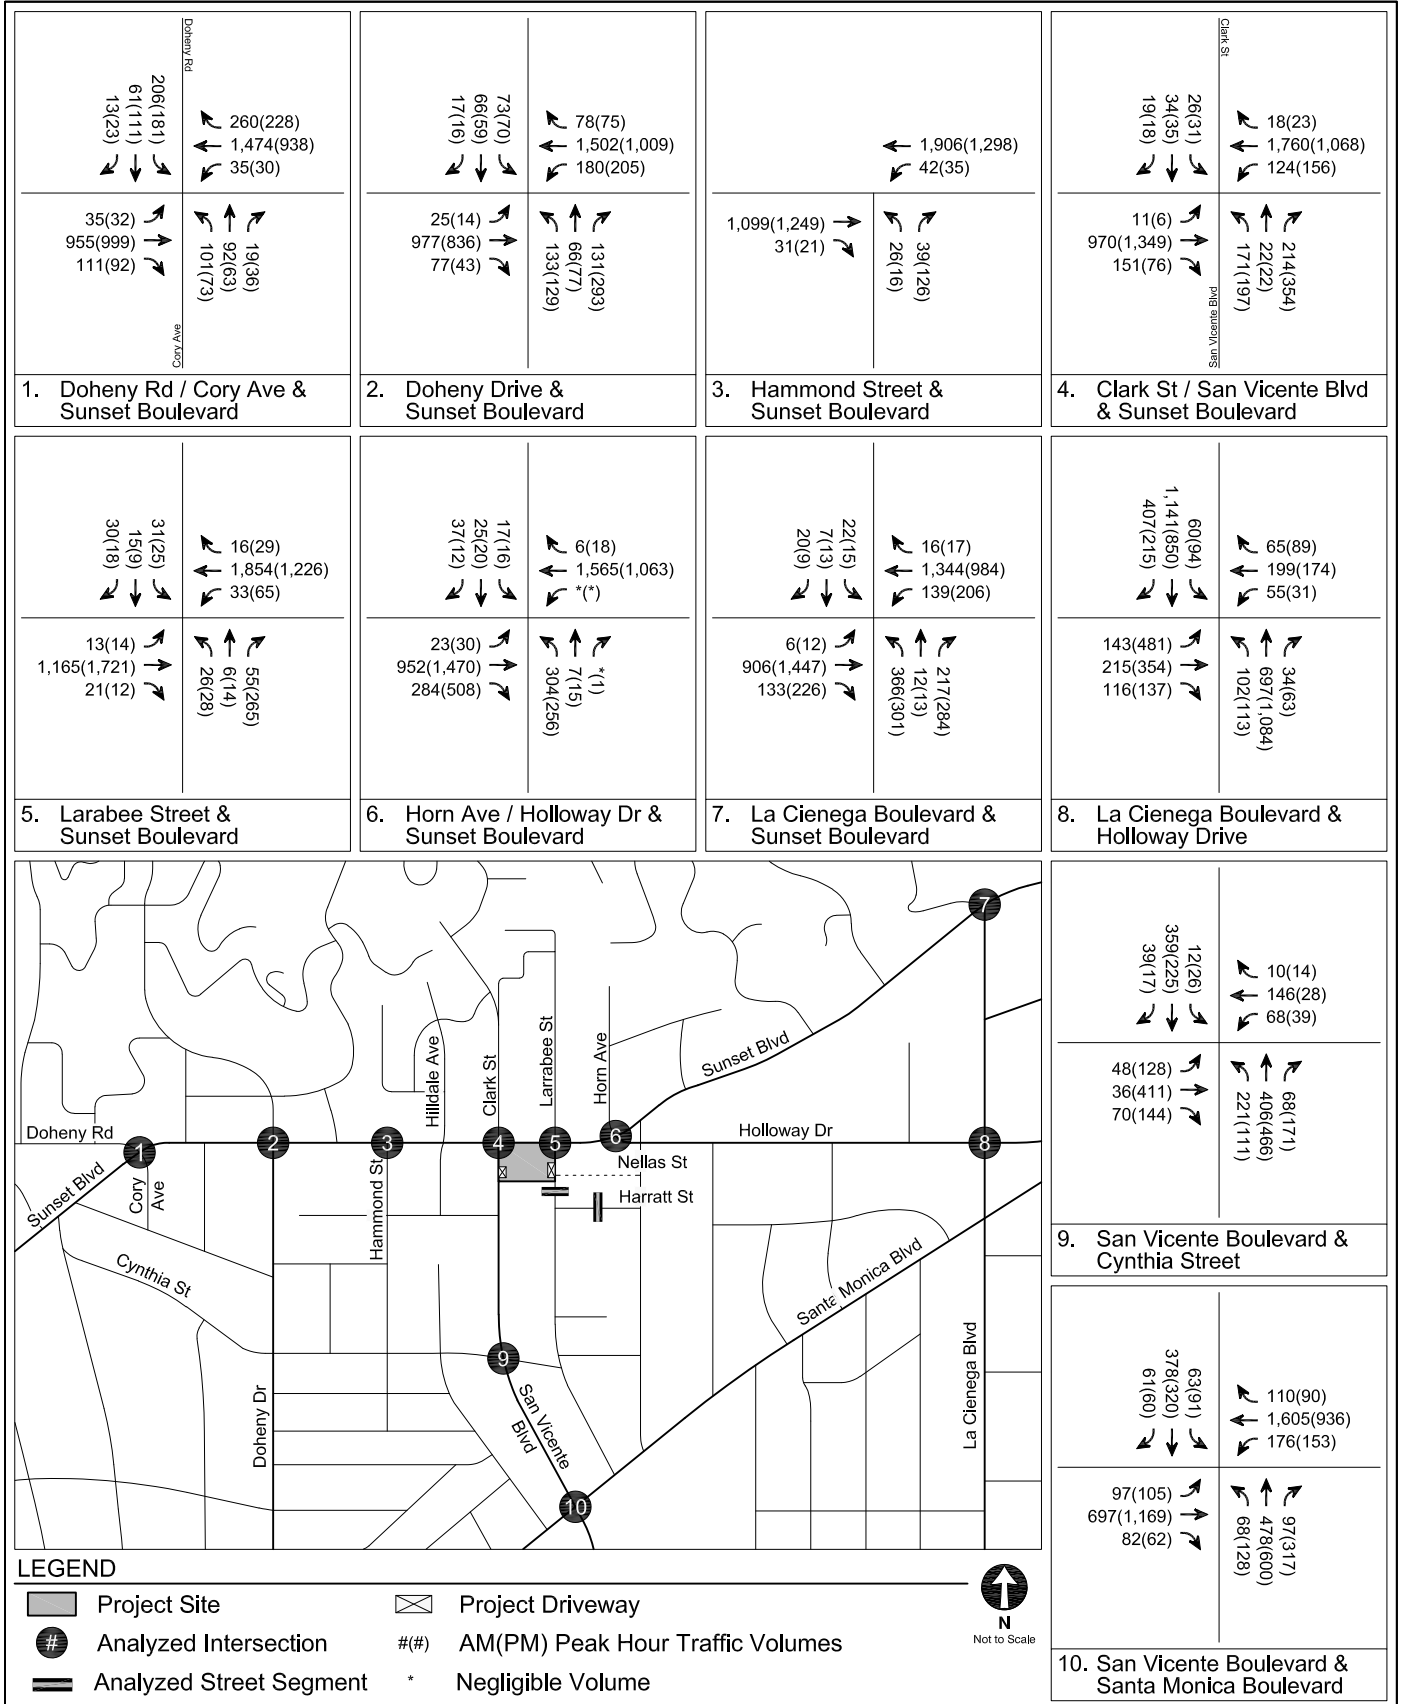 Doheny Rd
206(181)
61(111)
13(23)
260(228)
1,474(938)
35(30)
35(32)
955(999)
111(92)
101(73)
92(63)
19(36)
Cory Ave
1. Doheny Rd / Cory Ave &
Sunset Boulevard
73(70)
66(59)
17(16)
78(75)
1,502(1,009)
180(205)
25(14)
977(836)
77(43)
133(129)
66(77)
131(293)
2. Doheny Drive &
Sunset Boulevard
1,906(1,298)
42(35)
1,099(1,249)
31(21)
26(16)
39(126)
3. Hammond Street &
Sunset Boulevard
Clark St
26(31)
34(35)
19(18)
18(23)
1,760(1,068)
124(156)
11(6)
970(1,349)
151(76)
171(197)
22(22)
214(354)
San Vicente Blvd
4. Clark St / San Vicente Blvd
& Sunset Boulevard
31(25)
15(9)
30(18)
16(29)
1,854(1,226)
33(65)
13(14)
1,165(1,721)
21(12)
26(28)
6(14)
55(265)
5. Larabee Street &
Sunset Boulevard
17(16)
25(20)
37(12)
6(18)
1,565(1,063)
*(*)
23(30)
952(1,470)
284(508)
304(256)
7(15)
*(1)
6. Horn Ave / Holloway Dr &
Sunset Boulevard
22(15)
7(13)
20(9)
16(17)
1,344(984)
139(206)
6(12)
906(1,447)
133(226)
366(301)
12(13)
217(284)
7. La Cienega Boulevard &
Sunset Boulevard
60(94)
1,141(850)
407(215)
65(89)
199(174)
55(31)
143(481)
215(354)
116(137)
102(113)
697(1,084)
34(63)
8. La Cienega Boulevard &
Holloway Drive
7
Hilldale Ave
Clark St
Larrabee St
Horn Ave
Sunset Blvd
Doheny Rd
1
2
3
4
5
6
Holloway Dr
8
Sunset Blvd
Cory
Ave
Hammond St
Nellas St
Harratt St
Cynthia St
Santa Monica Blvd
9
Doheny Dr
San Vicente
Blvd
La Cienega Blvd
10
12(26)
359(225)
39(17)
10(14)
146(28)
68(39)
48(128)
36(411)
70(144)
221(111)
406(466)
68(171)
9. San Vicente Boulevard &
Cynthia Street
63(91)
378(320)
61(60)
110(90)
1,605(936)
176(153)
97(105)
697(1,169)
82(62)
68(128)
478(600)
97(317)
10. San Vicente Boulevard &
Santa Monica Boulevard
LEGEND
Project Site
Project Driveway
# Analyzed Intersection
#(#) AM(PM) Peak Hour Traffic Volumes
Analyzed Street Segment
* Negligible Volume
N
Not to Scale